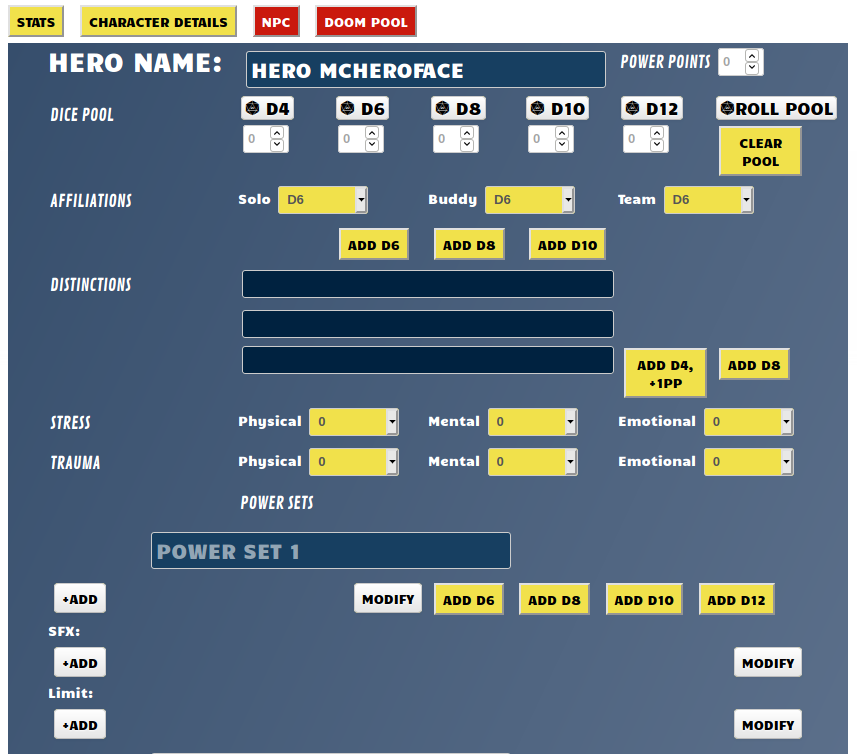 STATS CHARACTER DETAILS NPC DOOM POOL
HERO NAME: HERO MCHEROFACE POWER POINTS 0
DICE POOL D4 D6 D8 D10 D12 ROLL POOL
0 0 0 0 0 CLEAR POOL
AFFILIATIONS Solo D6 Buddy D6 Team D6
ADD D6 ADD D8 ADD D10
DISTINCTIONS
ADD D4, +1PP ADD D8
STRESS Physical 0 Mental 0 Emotional 0
TRAUMA Physical 0 Mental 0 Emotional 0
POWER SETS
POWER SET 1
+ADD MODIFY ADD D6 ADD D8 ADD D10 ADD D12
SFX:
+ADD MODIFY
Limit:
+ADD MODIFY